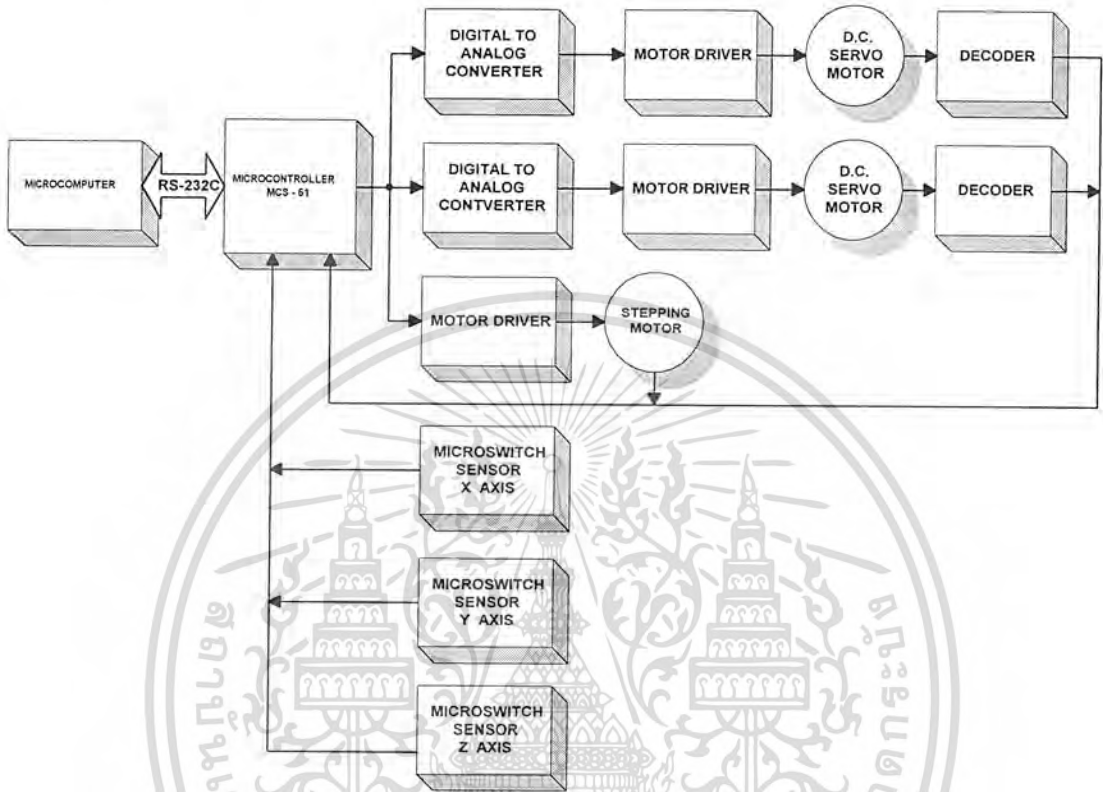 DIGITAL TO
ANALOG
CONVERTER
MOTOR DRIVER
D.C.
SERVO
MOTOR
DECODER
MICROCOMPUTER
RS-232C
MICROCONTROLLER
MCS - 51
DIGITAL TO
ANALOG
CONTVERTER
MOTOR DRIVER
D.C.
SERVO
MOTOR
DECODER
MOTOR DRIVER
STEPPING
MOTOR
MICROSWITCH
SENSOR
X AXIS
MICROSWITCH
SENSOR
Y AXIS
MICROSWITCH
SENSOR
Z AXIS